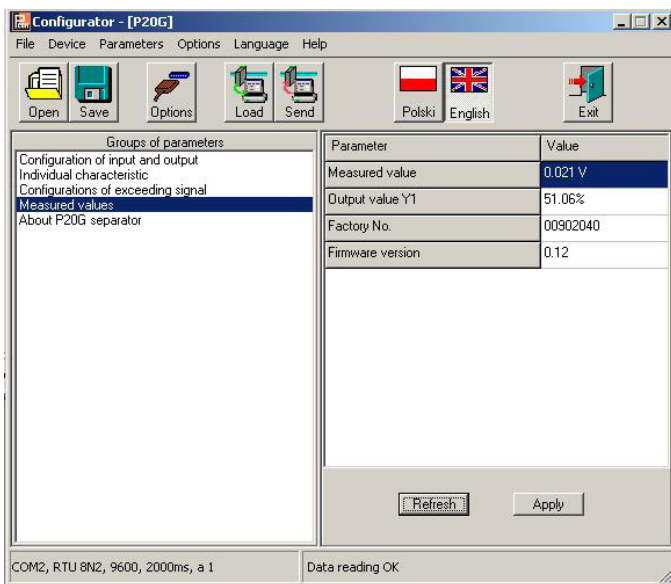 Configurator - [P20G]
File Device Parameters Options Language Help
Open Save Options Load Send Polski English Exit
Groups of parameters
Configuration of input and output
Individual characteristic
Configurations of exceeding signal
Measured values
About P20G separator
Parameter Value
Measured value 0.021 V
Output value Y1 51.06%
Factory No. 00902040
Firmware version 0.12
Refresh Apply
COM2, RTU 8N2, 9600, 2000ms, a 1 Data reading OK